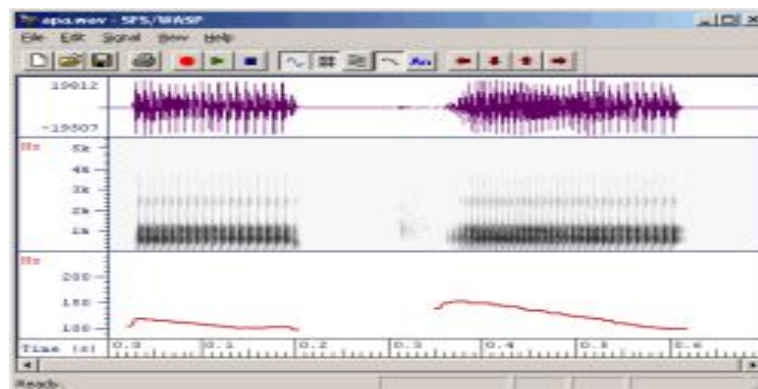 apa.wav - SFS/WASP
File Edit Signal View Help
19812
-19507
Hz 5k
4k
3k
2k
1k
Hz
200
150
100
Time (s) 0.0 0.1 0.2 0.3 0.4 0.5 0.6
Ready